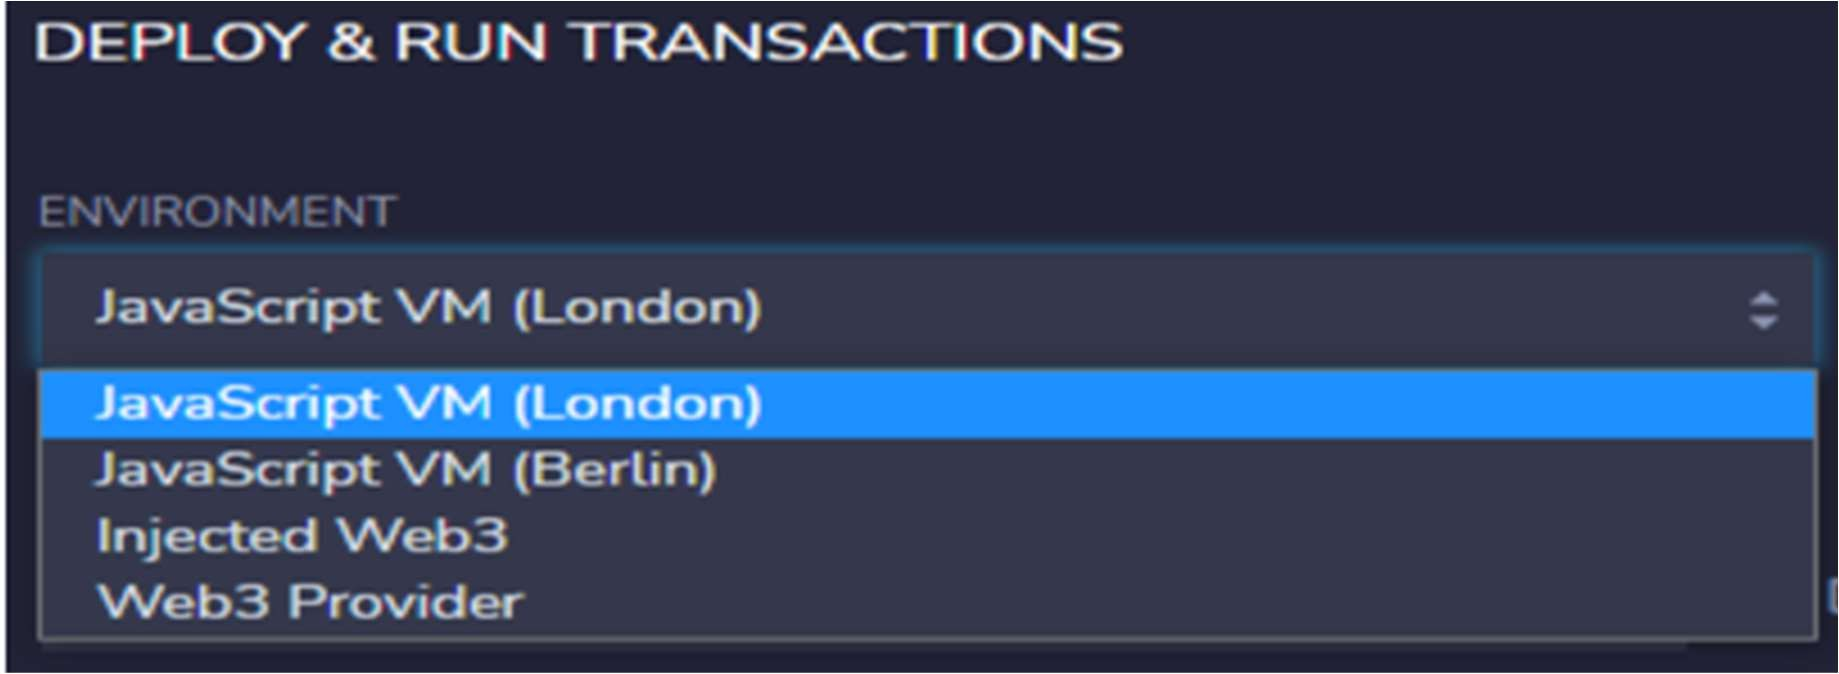 DEPLOY & RUN TRANSACTIONS
ENVIRONMENT
JavaScript VM (London)
JavaScript VM (London)
JavaScript VM (Berlin)
Injected Web3
Web3 Provider